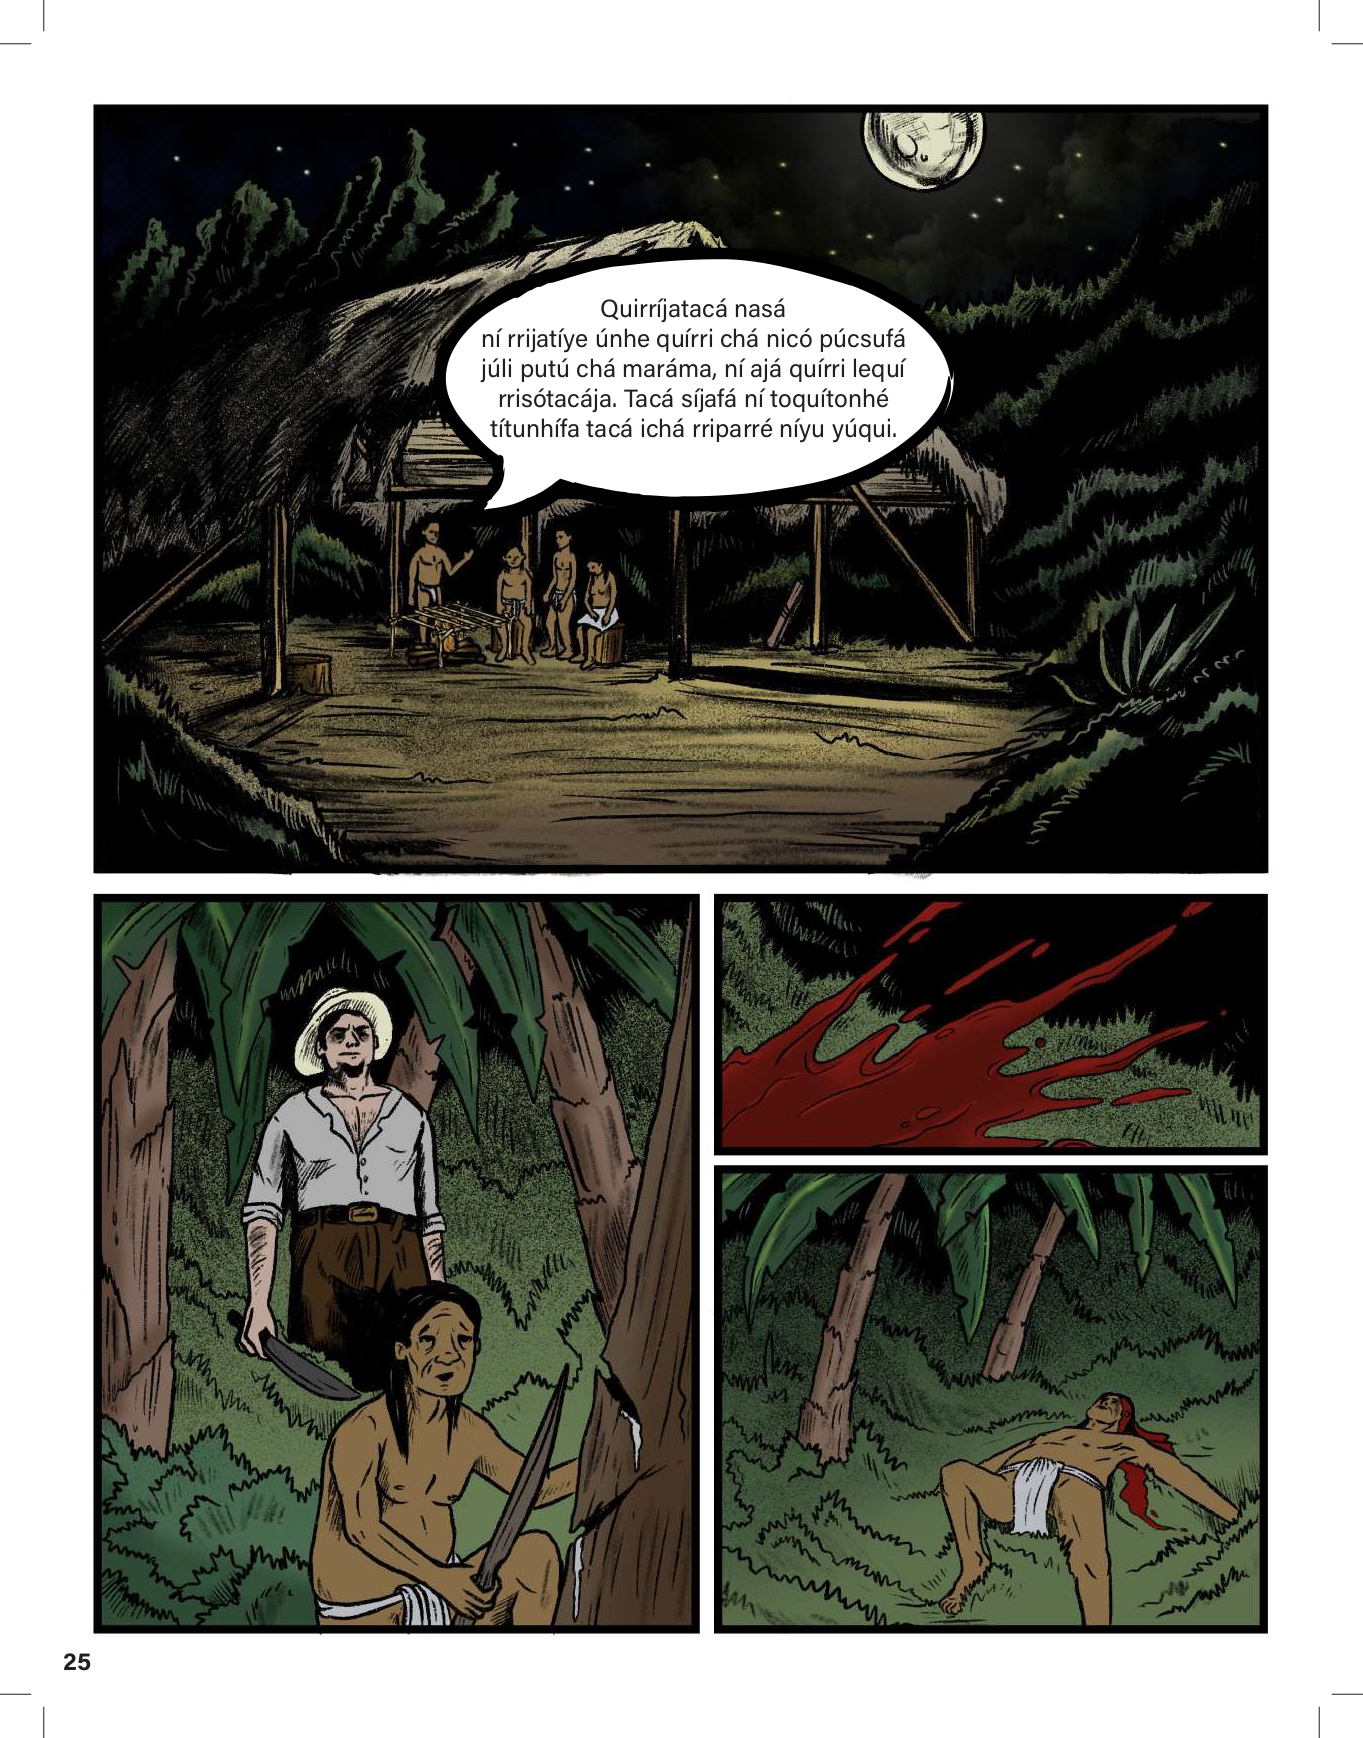 Quirríjatacá nasá
ní rrijatíye únhe quírri chá nicó púcsufá
júli putú chá maráma, ní ajá quírri lequí
rrisótacája. Tacá síjafá ní toquítonhé
títunhífa tacá ichá rriparré níyu yúqui.
25